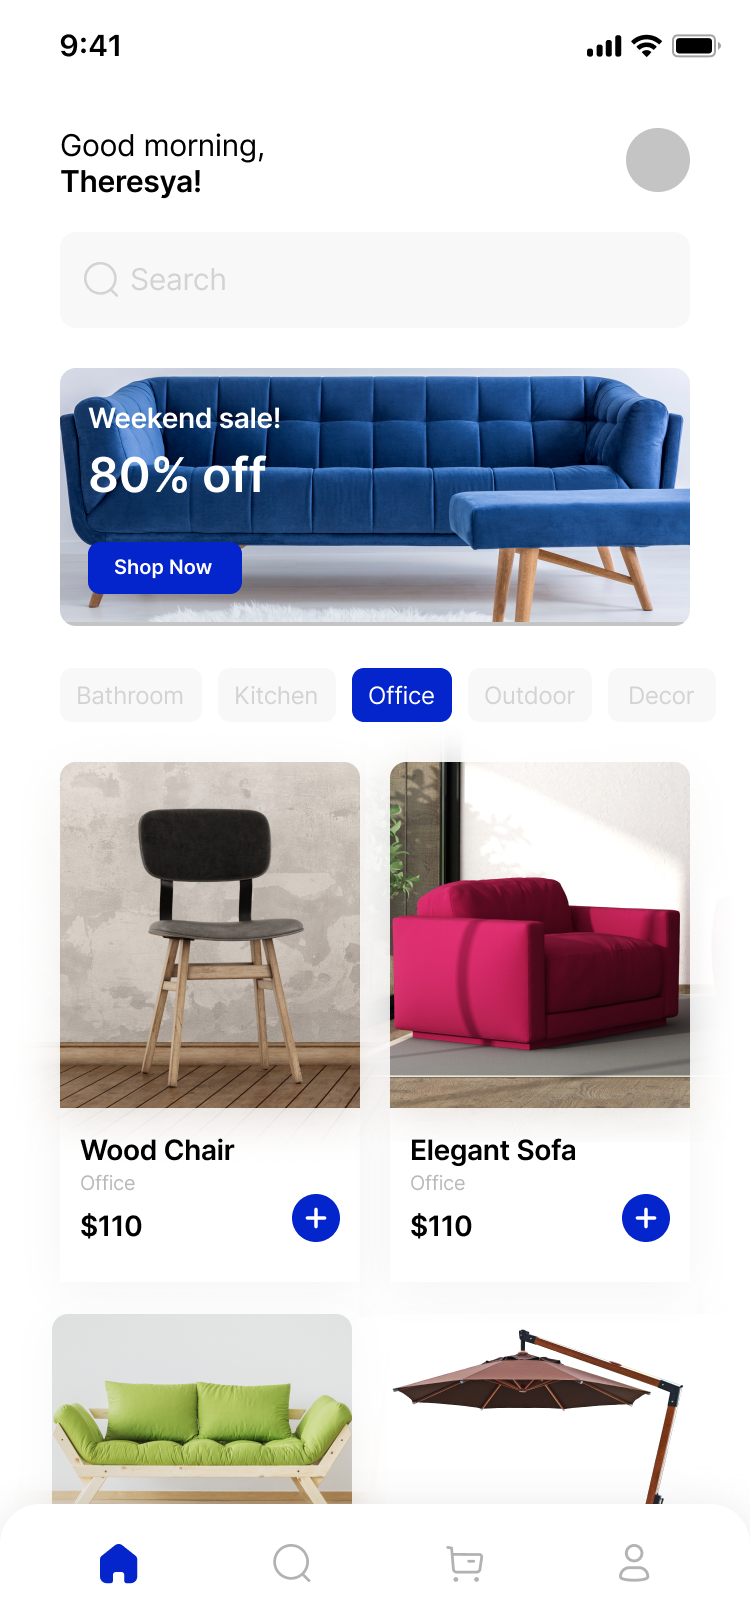 9:41
Good morning,
Theresya!
Search
Weekend sale!
80% off
Shop Now
Bathroom
Kitchen
Office
Outdoor
Decor
Wood Chair
Office
$110
Elegant Sofa
Office
$110